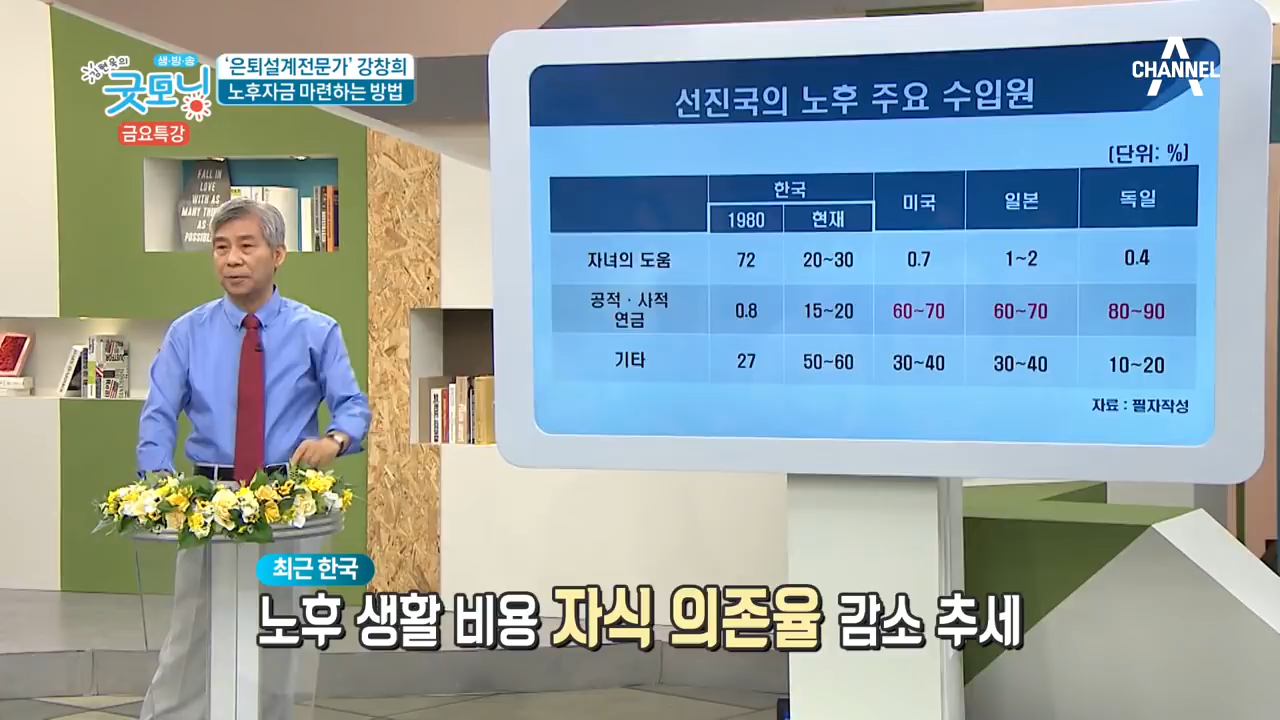 생·방·송
굿모닝
금요특강
'은퇴설계전문가' 강창희
노후자금 마련하는 방법
CHANNEL A
FALL IN
LOVE
WITH AS
선진국의 노후 주요 수입원
(단위: %)
한국 미국 일본 독일
1980 현재
자녀의 도움 72 20~30 0.7 1~2 0.4
공적·사적
연금 0.8 15~20 60~70 60~70 80~90
기타 27 50~60 30~40 30~40 10~20
자료 : 필자작성
최근 한국
노후 생활 비용 자식 의존율 감소 추세